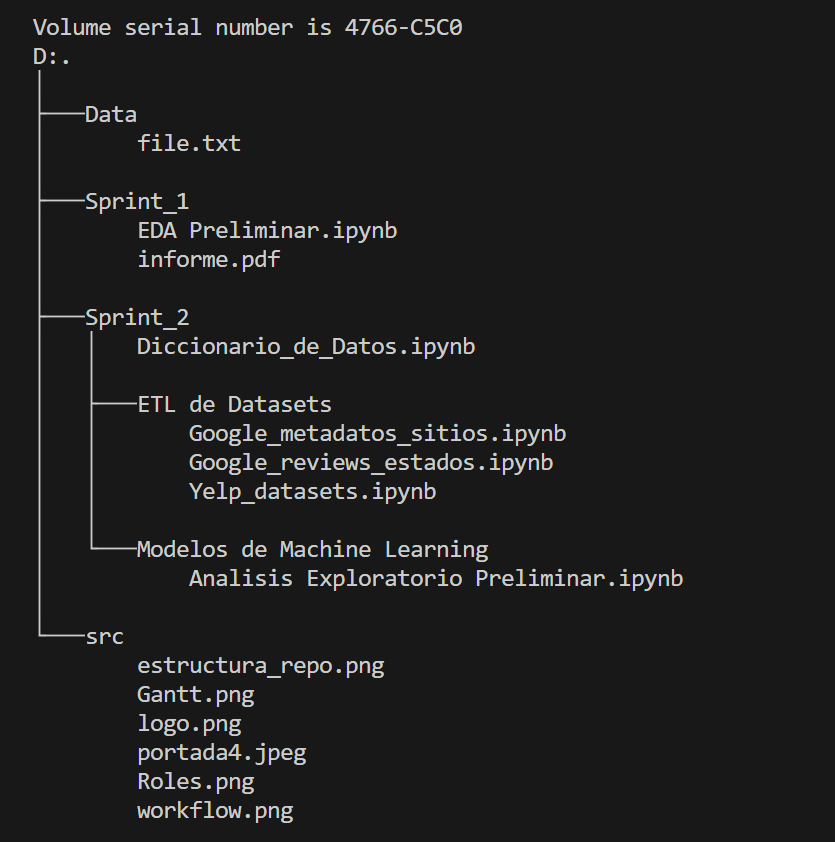 Volume serial number is 4766-C5C0
D:.
Data
file.txt
Sprint_1
EDA Preliminar.ipynb
informe.pdf
Sprint_2
Diccionario_de_Datos.ipynb
ETL de Datasets
Google_metadatos_sitios.ipynb
Google_reviews_estados.ipynb
Yelp_datasets.ipynb
Modelos de Machine Learning
Analisis Exploratorio Preliminar.ipynb
src
estructura_repo.png
Gantt.png
logo.png
portada4.jpeg
Roles.png
workflow.png